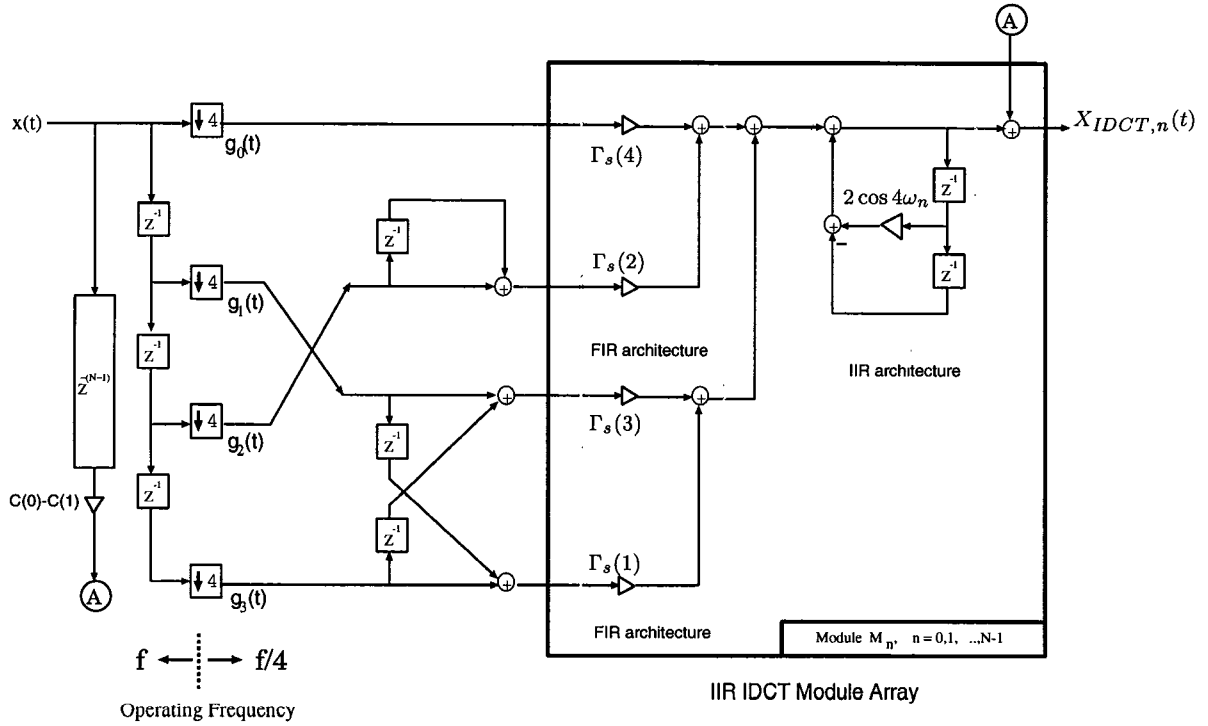 A
x(t)
↓4
g₀(t)
Γₛ(4)
X_{IDCT,n}(t)
z⁻¹
z⁻¹
z⁻¹
2 cos 4ωₙ
−
↓4
g₁(t)
Γₛ(2)
z⁻¹
z⁻¹
FIR architecture
IIR architecture
z^{-(N-1)}
↓4
g₂(t)
Γₛ(3)
z⁻¹
C(0)-C(1)
z⁻¹
z⁻¹
A
↓4
g₃(t)
Γₛ(1)
FIR architecture
Module Mₙ, n = 0,1, ..,N-1
f f/4
Operating Frequency
IIR IDCT Module Array